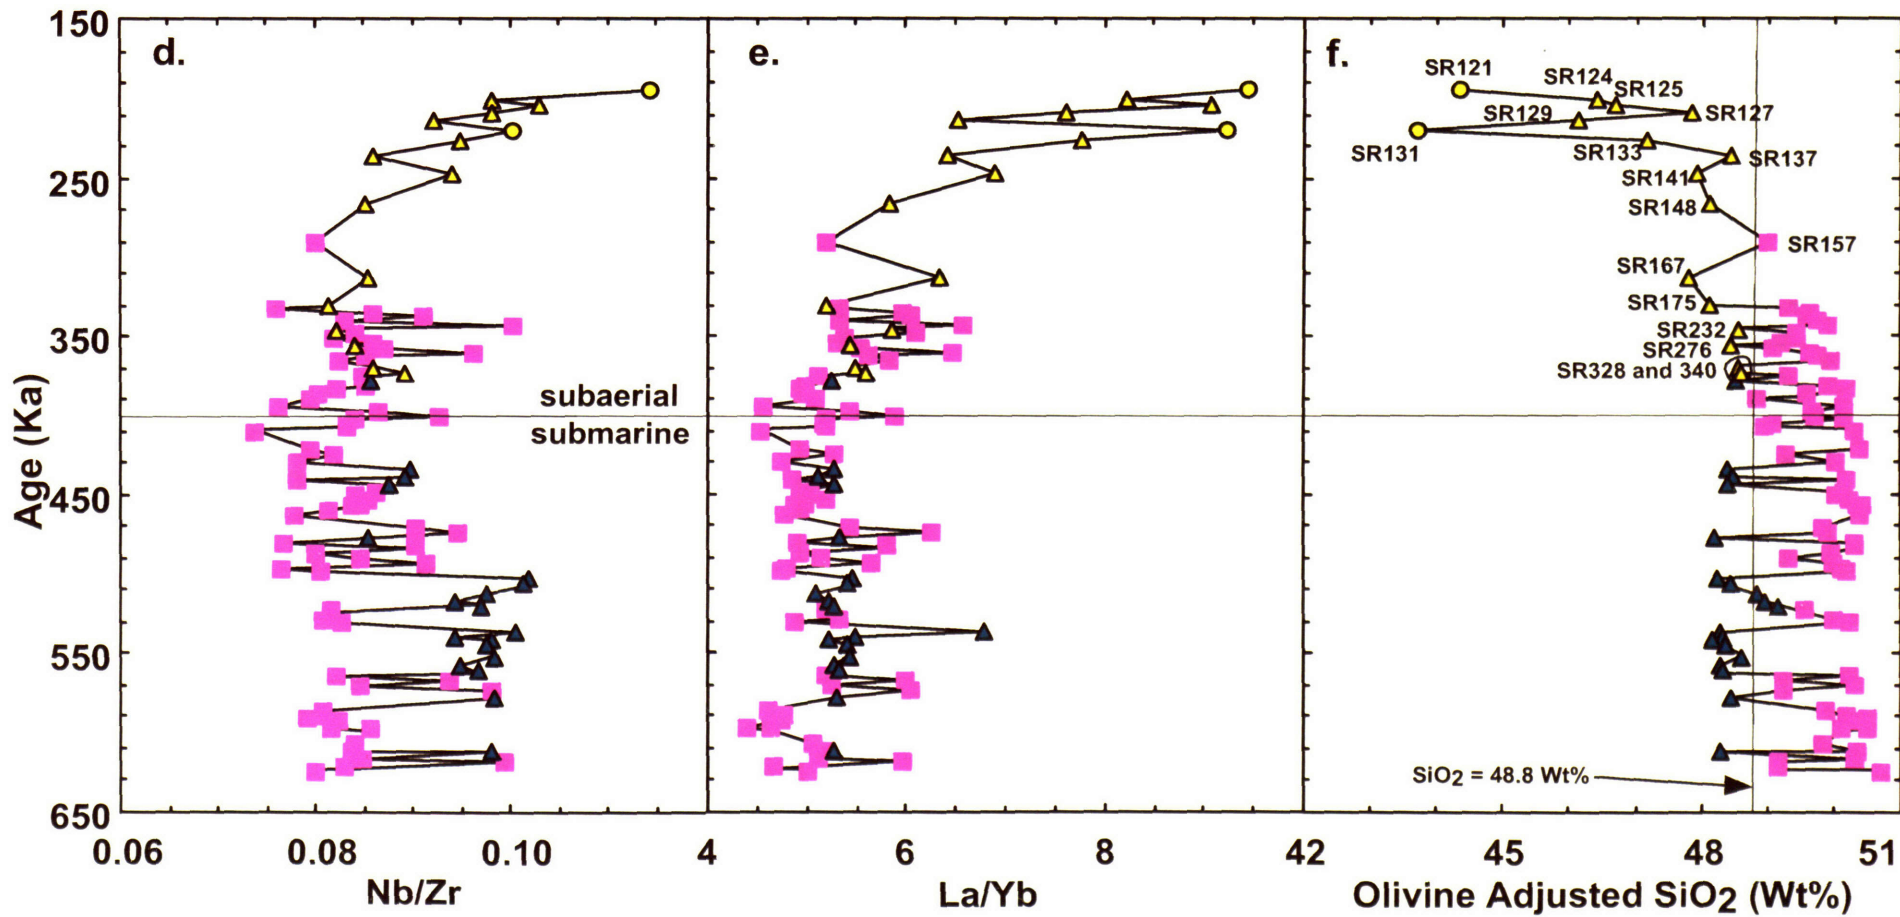 150
250
350
450
550
650
Age (Ka)
d.
subaerial
submarine
0.06
0.08
0.10
Nb/Zr
e.
4
6
8
La/Yb
f.
SR121
SR124
SR125
SR129
SR127
SR131
SR133
SR137
SR141
SR148
SR157
SR167
SR175
SR232
SR276
SR328 and 340
SiO2 = 48.8 Wt%
42
45
48
51
Olivine Adjusted SiO2 (Wt%)